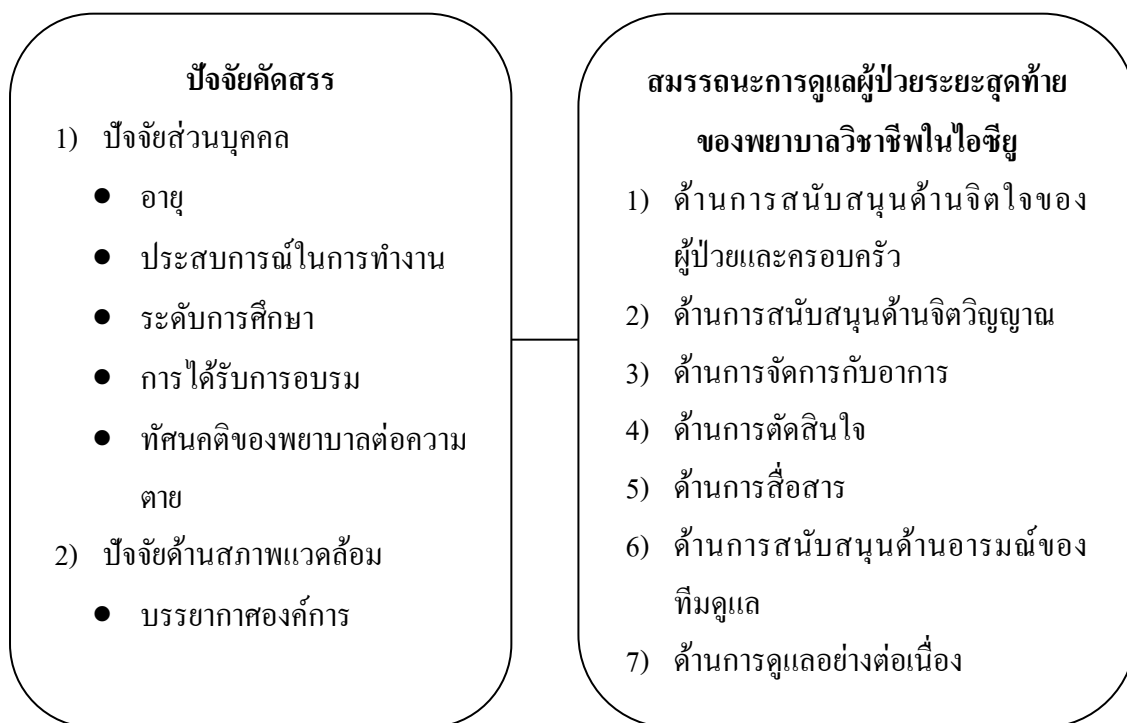 ปัจจัยคัดสรร
1) ปัจจัยส่วนบุคคล
● อายุ
● ประสบการณ์ในการทำงาน
● ระดับการศึกษา
● การได้รับการอบรม
● ทัศนคติของพยาบาลต่อความ
ตาย
2) ปัจจัยด้านสภาพแวดล้อม
● บรรยากาศองค์การ
สมรรถนะการดูแลผู้ป่วยระยะสุดท้าย
ของพยาบาลวิชาชีพในไอซียู
1) ด้านการสนับสนุนด้านจิตใจของ
ผู้ป่วยและครอบครัว
2) ด้านการสนับสนุนด้านจิตวิญญาณ
3) ด้านการจัดการกับอาการ
4) ด้านการตัดสินใจ
5) ด้านการสื่อสาร
6) ด้านการสนับสนุนด้านอารมณ์ของ
ทีมดูแล
7) ด้านการดูแลอย่างต่อเนื่อง